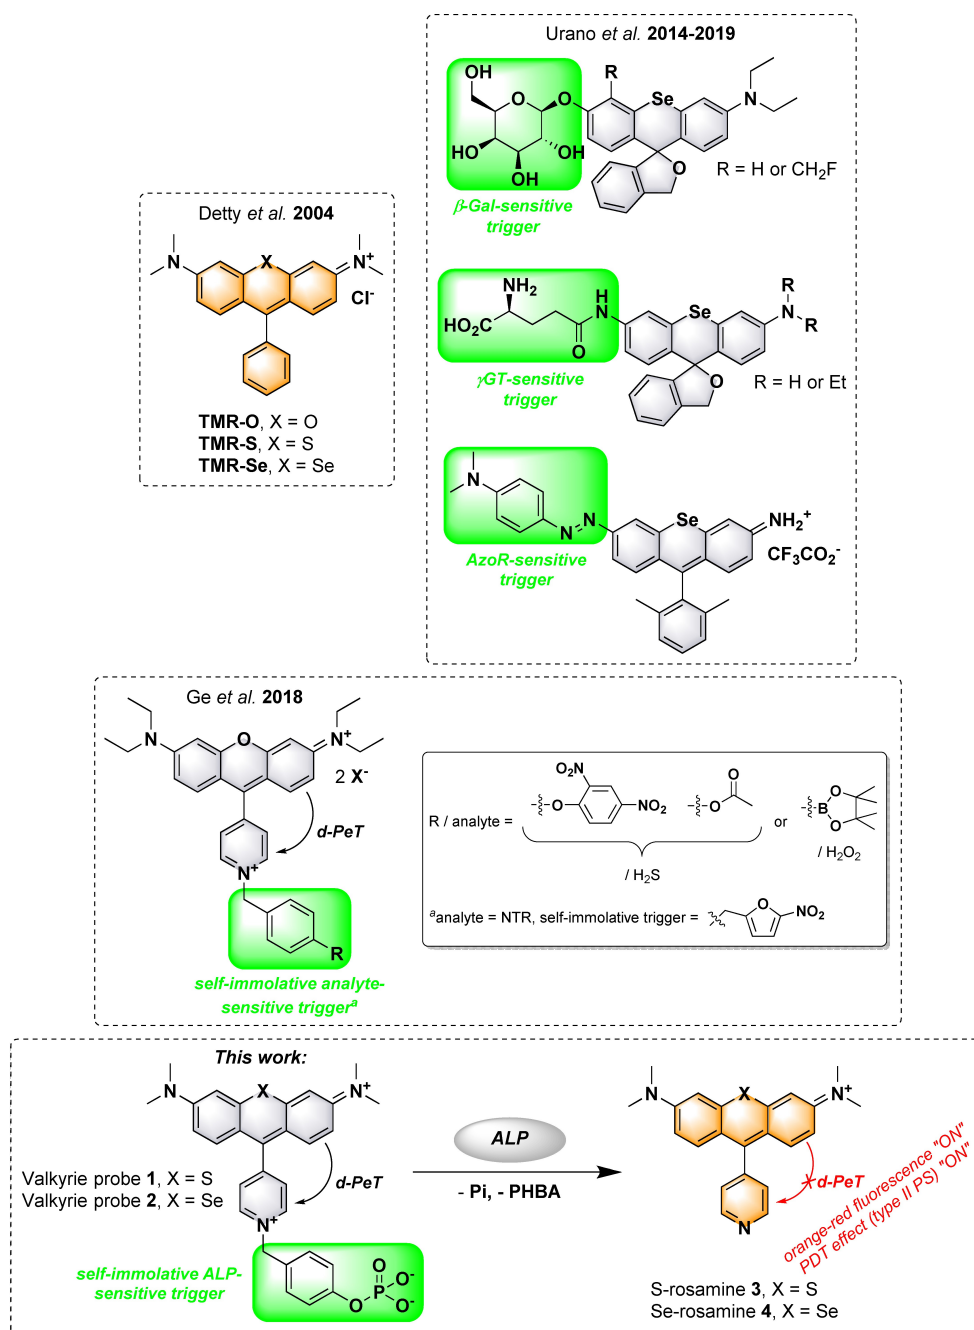 Urano et al. 2014-2019
OH
HO
O
O
R
Se
N
HO
OH
OH
O
R = H or CH2F
β-Gal-sensitive
trigger
Detty et al. 2004
N
X
N+
Cl-
TMR-O, X = O
TMR-S, X = S
TMR-Se, X = Se
NH2
HO2C
O
H
N
Se
R
N
R
O
R = H or Et
γGT-sensitive
trigger
N
N
N
Se
NH2+
CF3CO2-
AzoR-sensitive
trigger
Ge et al. 2018
N
O
N+
2 X-
d-PeT
N+
R
self-immolative analyte-
sensitive triggera
R / analyte =
O2N
O
NO2
O
O
or
B
O
O
/ H2S
/ H2O2
aanalyte = NTR, self-immolative trigger =
O
NO2
This work:
N
X
N+
Valkyrie probe 1, X = S
Valkyrie probe 2, X = Se
d-PeT
N+
self-immolative ALP-
sensitive trigger
O
O
P
O-
O-
ALP
- Pi, - PHBA
N
X
N+
d-PeT
N
orange-red fluorescence "ON"
PDT effect (type II PS) "ON"
S-rosamine 3, X = S
Se-rosamine 4, X = Se